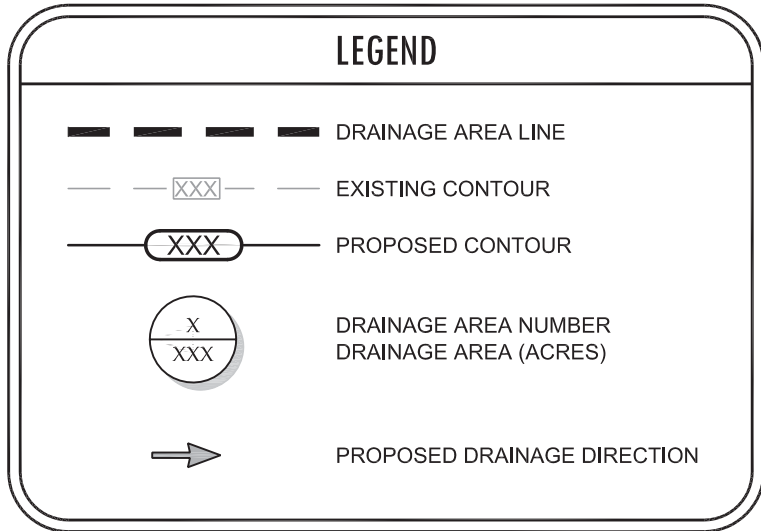 LEGEND
DRAINAGE AREA LINE
XXX EXISTING CONTOUR
XXX PROPOSED CONTOUR
X
XXX
DRAINAGE AREA NUMBER
DRAINAGE AREA (ACRES)
PROPOSED DRAINAGE DIRECTION